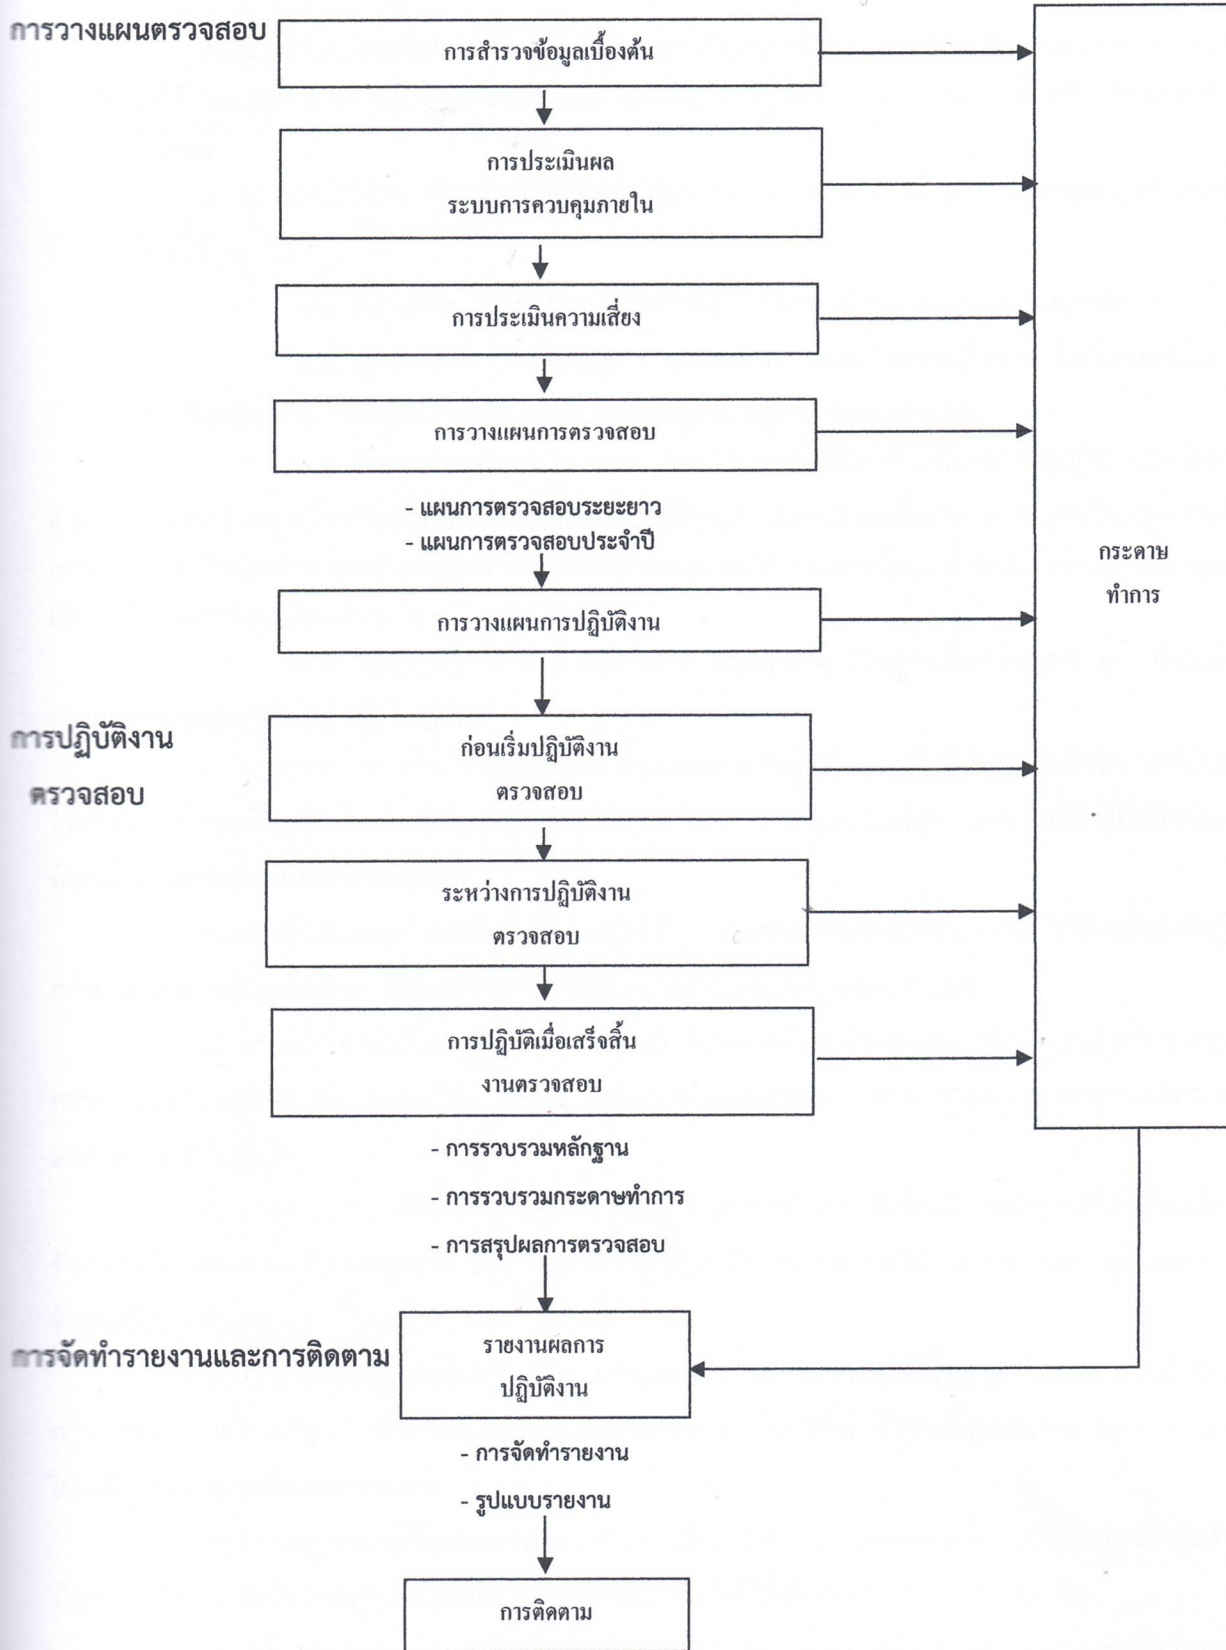 การวางแผนตรวจสอบ
การสำรวจข้อมูลเบื้องต้น
การประเมินผล
ระบบการควบคุมภายใน
การประเมินความเสี่ยง
การวางแผนการตรวจสอบ
- แผนการตรวจสอบระยะยาว
- แผนการตรวจสอบประจำปี
กระดาษ
ทำการ
การวางแผนการปฏิบัติงาน
การปฏิบัติงาน
ตรวจสอบ
ก่อนเริ่มปฏิบัติงาน
ตรวจสอบ
ระหว่างการปฏิบัติงาน
ตรวจสอบ
การปฏิบัติเมื่อเสร็จสิ้น
งานตรวจสอบ
- การรวบรวมหลักฐาน
- การรวบรวมกระดาษทำการ
- การสรุปผลการตรวจสอบ
การจัดทำรายงานและการติดตาม
รายงานผลการ
ปฏิบัติงาน
- การจัดทำรายงาน
- รูปแบบรายงาน
การติดตาม